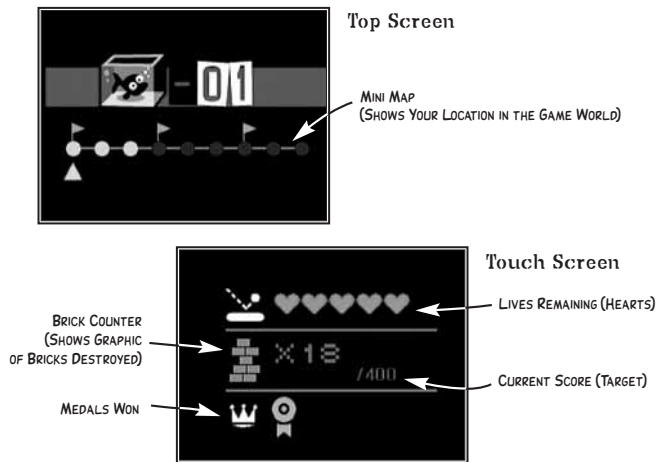 Top Screen
- 01
Mini Map
(Shows Your Location in the Game World)
Touch Screen
Lives Remaining (Hearts)
Brick Counter
(Shows Graphic
of Bricks Destroyed)
×18
/400
Current Score (Target)
Medals Won